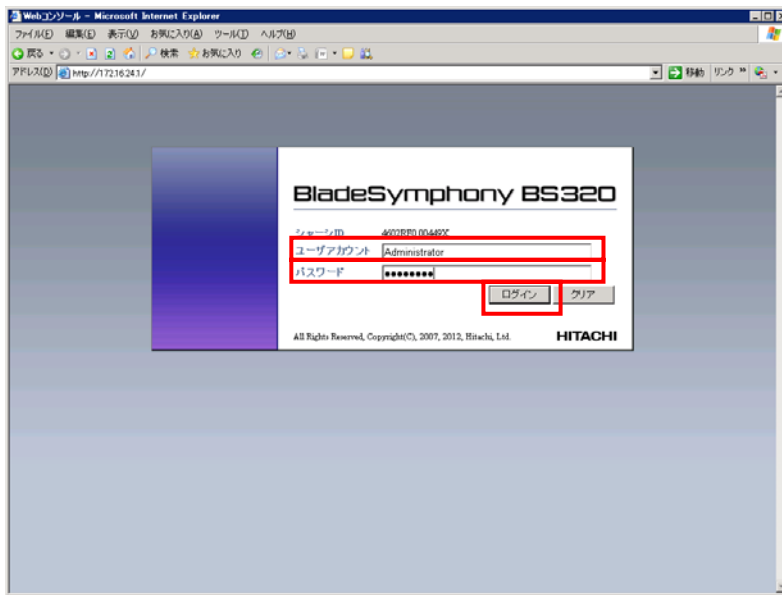 Webコンソール - Microsoft Internet Explorer
ファイル(F) 編集(E) 表示(V) お気に入り(A) ツール(T) ヘルプ(H)
戻る 検索 お気に入り
アドレス(D) http://172.16.24.1/ 移動 リンク »
BladeSymphony BS320
シャーシID 4602RF0.00449X
ユーザアカウント Administrator
パスワード ●●●●●●●●
ログイン クリア
All Rights Reserved, Copyright(C), 2007, 2012, Hitachi, Ltd. HITACHI